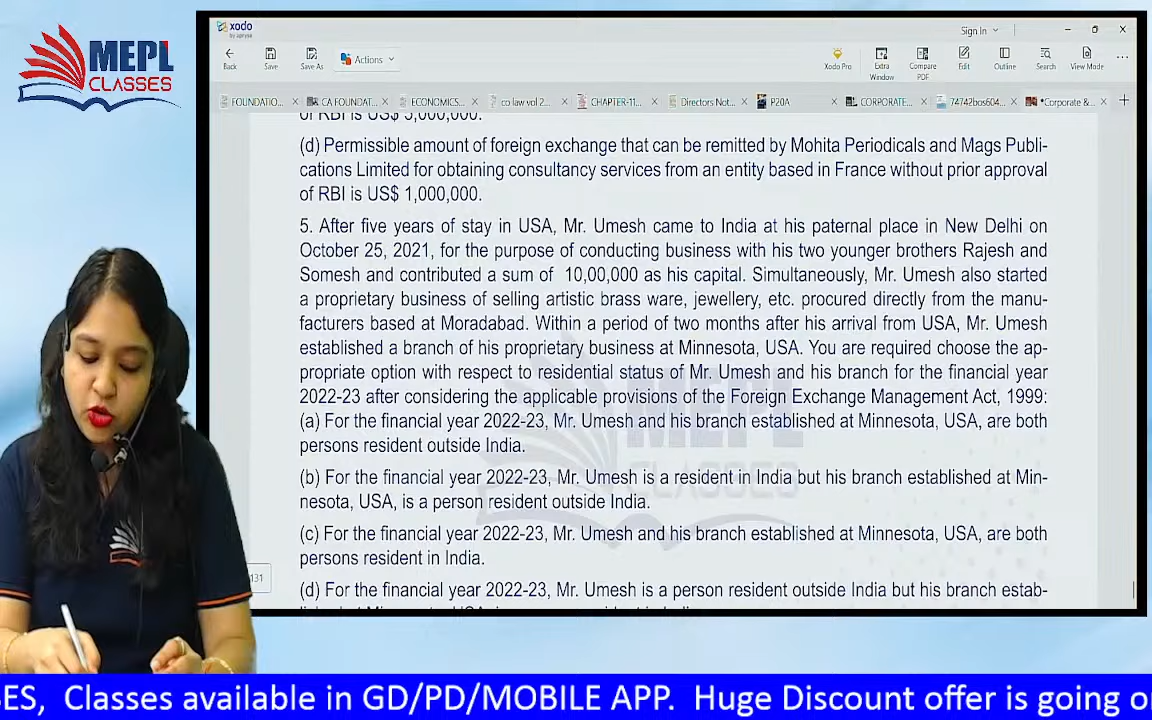 MEPL
CLASSES
xodo
by apryse
Sign In
Back
Save
Save As
Actions
Xodo Pro
Extra Window
Compare PDF
Edit
Outline
Search
View Mode
FOUNDATIO...
CA FOUNDAT...
ECONOMICS...
co law vol 2...
CHAPTER-11...
Directors Not...
P20A
CORPORATE...
74742bos604...
*Corporate &...
of RBI is US$ 5,000,000.
(d) Permissible amount of foreign exchange that can be remitted by Mohita Periodicals and Mags Publi-
cations Limited for obtaining consultancy services from an entity based in France without prior approval
of RBI is US$ 1,000,000.
5. After five years of stay in USA, Mr. Umesh came to India at his paternal place in New Delhi on
October 25, 2021, for the purpose of conducting business with his two younger brothers Rajesh and
Somesh and contributed a sum of 10,00,000 as his capital. Simultaneously, Mr. Umesh also started
a proprietary business of selling artistic brass ware, jewellery, etc. procured directly from the manu-
facturers based at Moradabad. Within a period of two months after his arrival from USA, Mr. Umesh
established a branch of his proprietary business at Minnesota, USA. You are required choose the ap-
propriate option with respect to residential status of Mr. Umesh and his branch for the financial year
2022-23 after considering the applicable provisions of the Foreign Exchange Management Act, 1999:
(a) For the financial year 2022-23, Mr. Umesh and his branch established at Minnesota, USA, are both
persons resident outside India.
(b) For the financial year 2022-23, Mr. Umesh is a resident in India but his branch established at Min-
nesota, USA, is a person resident outside India.
(c) For the financial year 2022-23, Mr. Umesh and his branch established at Minnesota, USA, are both
persons resident in India.
(d) For the financial year 2022-23, Mr. Umesh is a person resident outside India but his branch estab-
131
MEPL
CLASSES
SES, Classes available in GD/PD/MOBILE APP. Huge Discount offer is going on